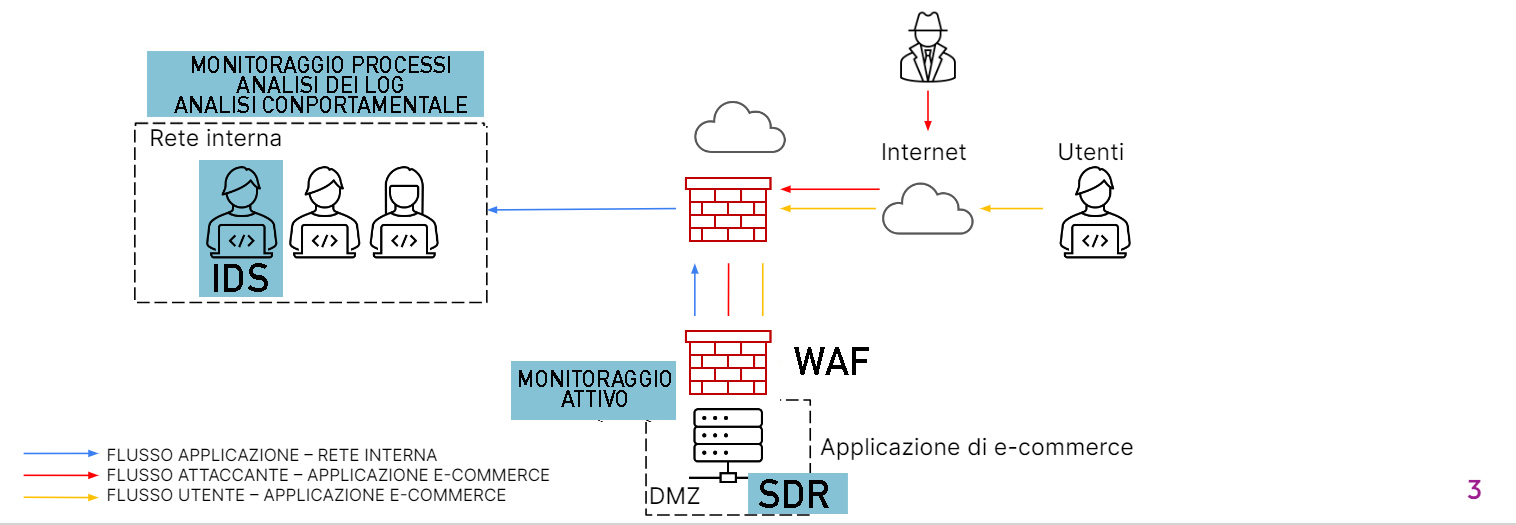 MONITORAGGIO PROCESSI
ANALISI DEI LOG
ANALISI CONPORTAMENTALE
Rete interna
</>
</>
</>
IDS
Internet
Utenti
</>
WAF
MONITORAGGIO
ATTIVO
Applicazione di e-commerce
DMZ
SDR
FLUSSO APPLICAZIONE – RETE INTERNA
FLUSSO ATTACCANTE – APPLICAZIONE E-COMMERCE
FLUSSO UTENTE – APPLICAZIONE E-COMMERCE
3